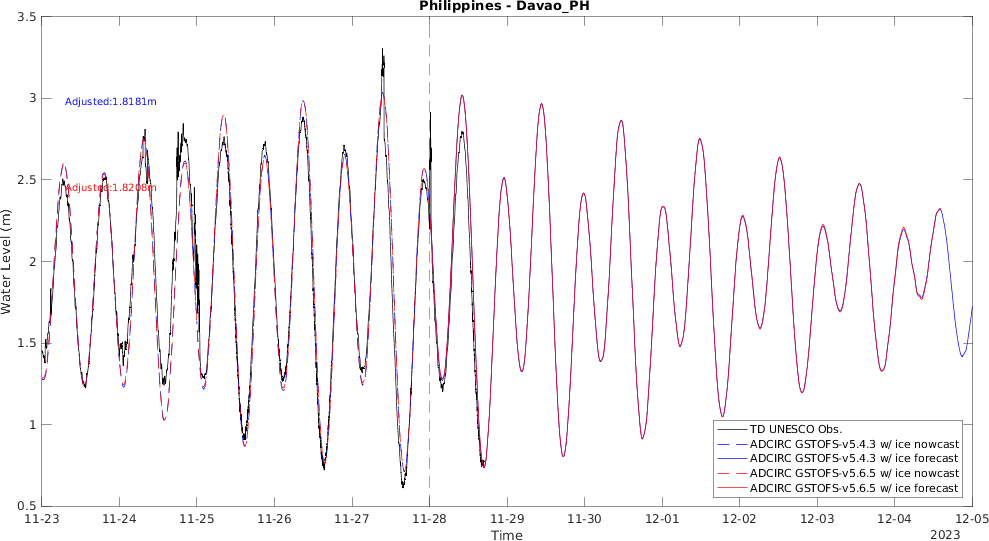 Philippines - Davao_PH
3.5
3
2.5
2
1.5
1
0.5
Water Level (m)
Adjusted:1.8181m
Adjusted:1.8208m
TD UNESCO Obs.
ADCIRC GSTOFS-v5.4.3 w/ ice nowcast
ADCIRC GSTOFS-v5.4.3 w/ ice forecast
ADCIRC GSTOFS-v5.6.5 w/ ice nowcast
ADCIRC GSTOFS-v5.6.5 w/ ice forecast
11-23 11-24 11-25 11-26 11-27 11-28 11-29 11-30 12-01 12-02 12-03 12-04 12-05
Time
2023